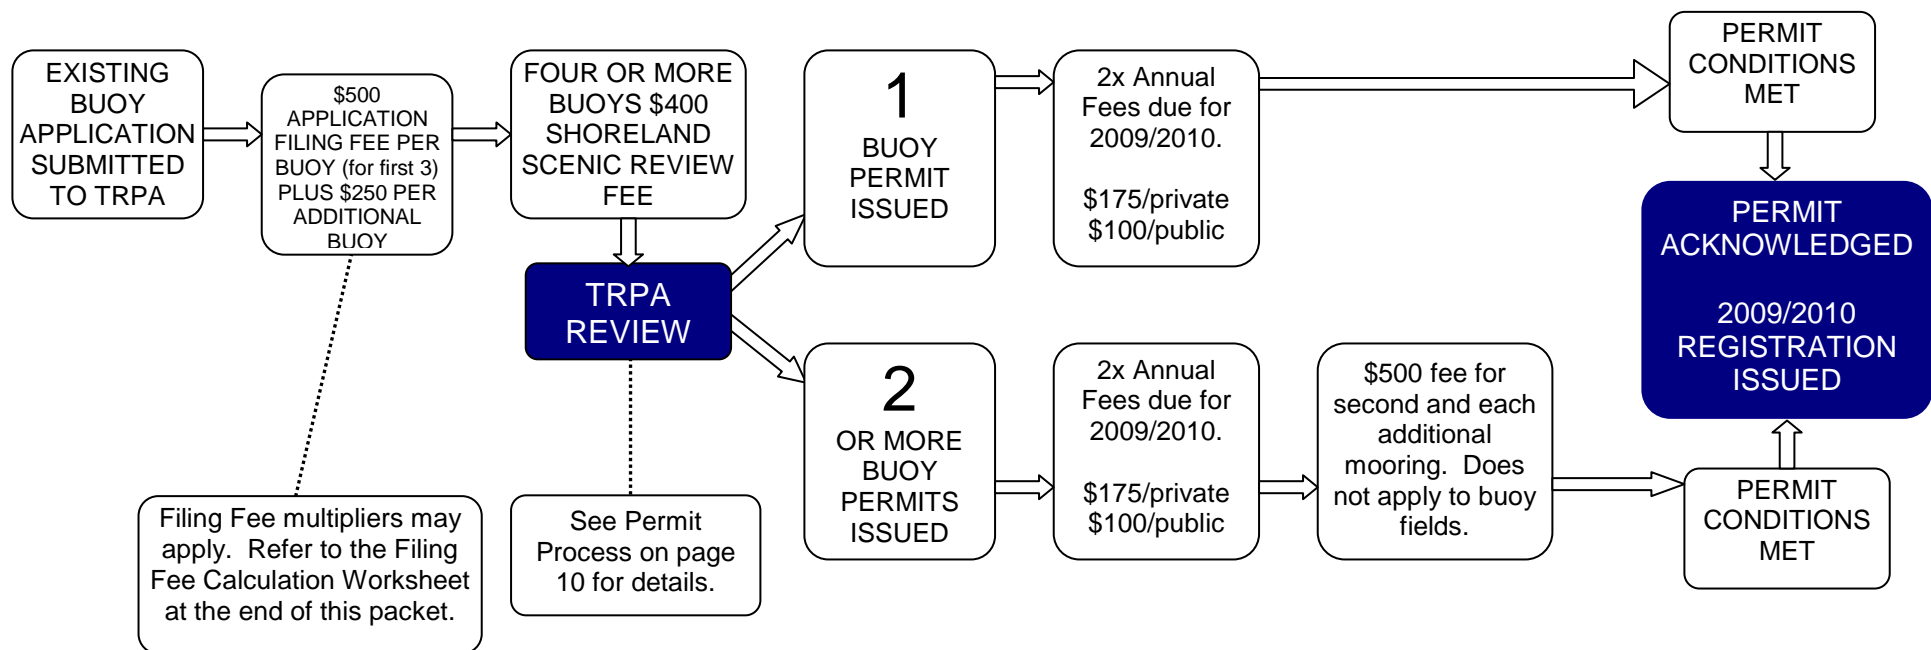 EXISTING
BUOY
APPLICATION
SUBMITTED
TO TRPA
$500
APPLICATION
FILING FEE PER
BUOY (for first 3)
PLUS $250 PER
ADDITIONAL
BUOY
FOUR OR MORE
BUOYS $400
SHORELAND
SCENIC REVIEW
FEE
TRPA
REVIEW
1
BUOY
PERMIT
ISSUED
2x Annual
Fees due for
2009/2010.
$175/private
$100/public
PERMIT
CONDITIONS
MET
2
OR MORE
BUOY
PERMITS
ISSUED
2x Annual
Fees due for
2009/2010.
$175/private
$100/public
$500 fee for
second and each
additional
mooring.  Does
not apply to buoy
fields.
PERMIT
CONDITIONS
MET
PERMIT
ACKNOWLEDGED
2009/2010
REGISTRATION
ISSUED
Filing Fee multipliers may
apply.  Refer to the Filing
Fee Calculation Worksheet
at the end of this packet.
See Permit
Process on page
10 for details.